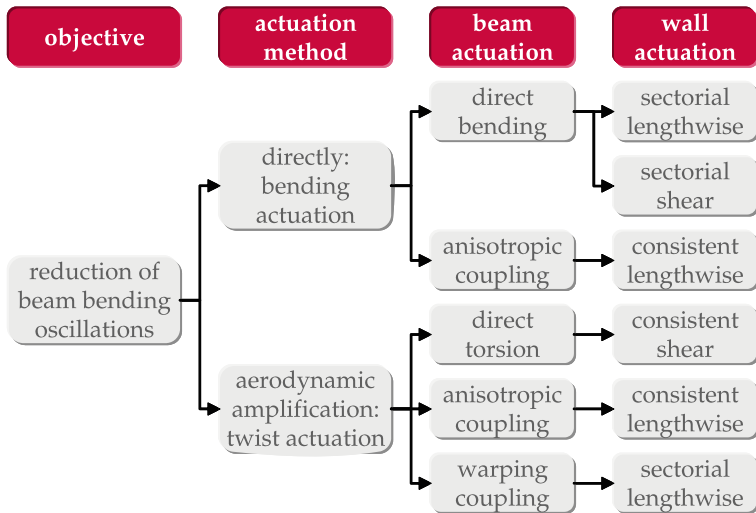 objective
actuation
method
beam
actuation
wall
actuation
direct
bending
sectorial
lengthwise
directly:
bending
actuation
sectorial
shear
anisotropic
coupling
consistent
lengthwise
reduction of
beam bending
oscillations
direct
torsion
consistent
shear
aerodynamic
amplification:
twist actuation
anisotropic
coupling
consistent
lengthwise
warping
coupling
sectorial
lengthwise